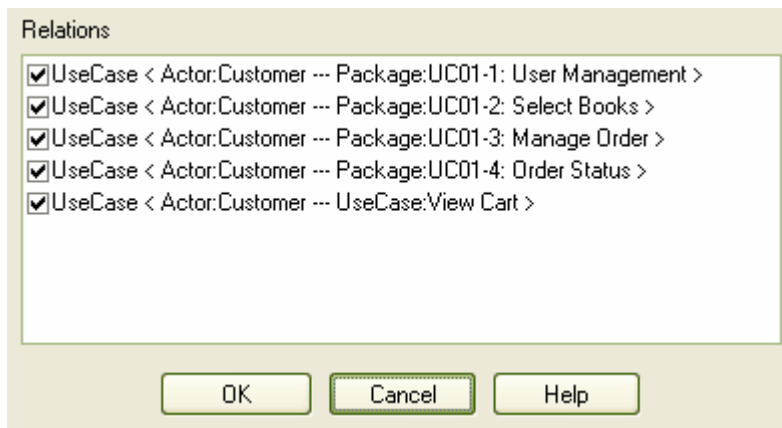 Relations
UseCase < Actor:Customer --- Package:UC01-1: User Management >
UseCase < Actor:Customer --- Package:UC01-2: Select Books >
UseCase < Actor:Customer --- Package:UC01-3: Manage Order >
UseCase < Actor:Customer --- Package:UC01-4: Order Status >
UseCase < Actor:Customer --- UseCase:View Cart >
OK Cancel Help